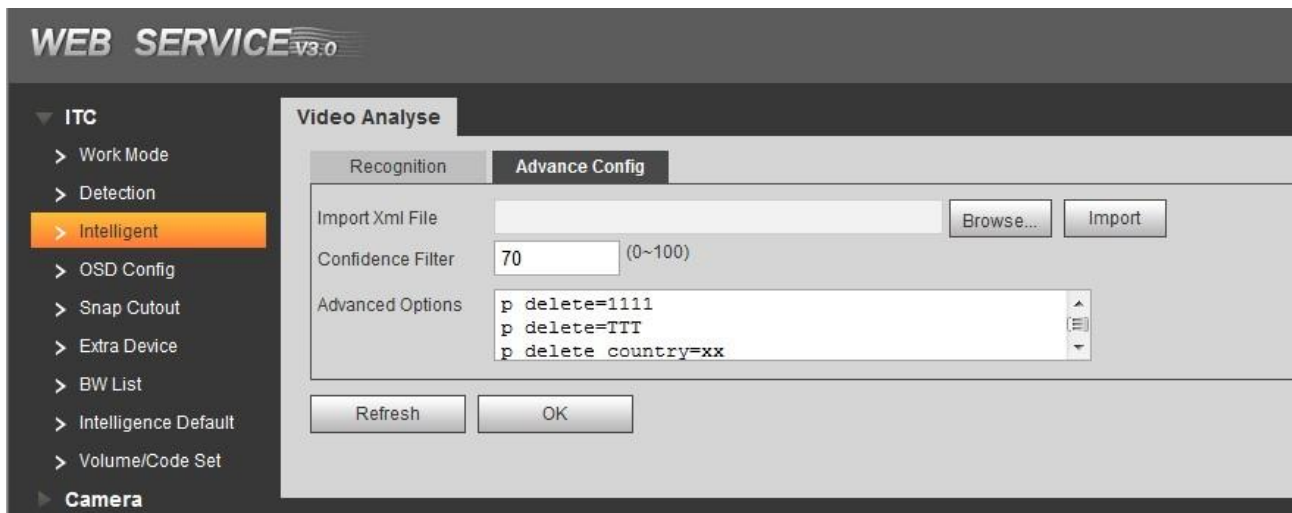 WEB SERVICE V3.0
ITC
Work Mode
Detection
Intelligent
OSD Config
Snap Cutout
Extra Device
BW List
Intelligence Default
Volume/Code Set
Camera
Video Analyse
Recognition
Advance Config
Import Xml File
Browse...
Import
Confidence Filter
70
(0~100)
Advanced Options
p delete=1111
p delete=TTT
p delete country=xx
Refresh
OK